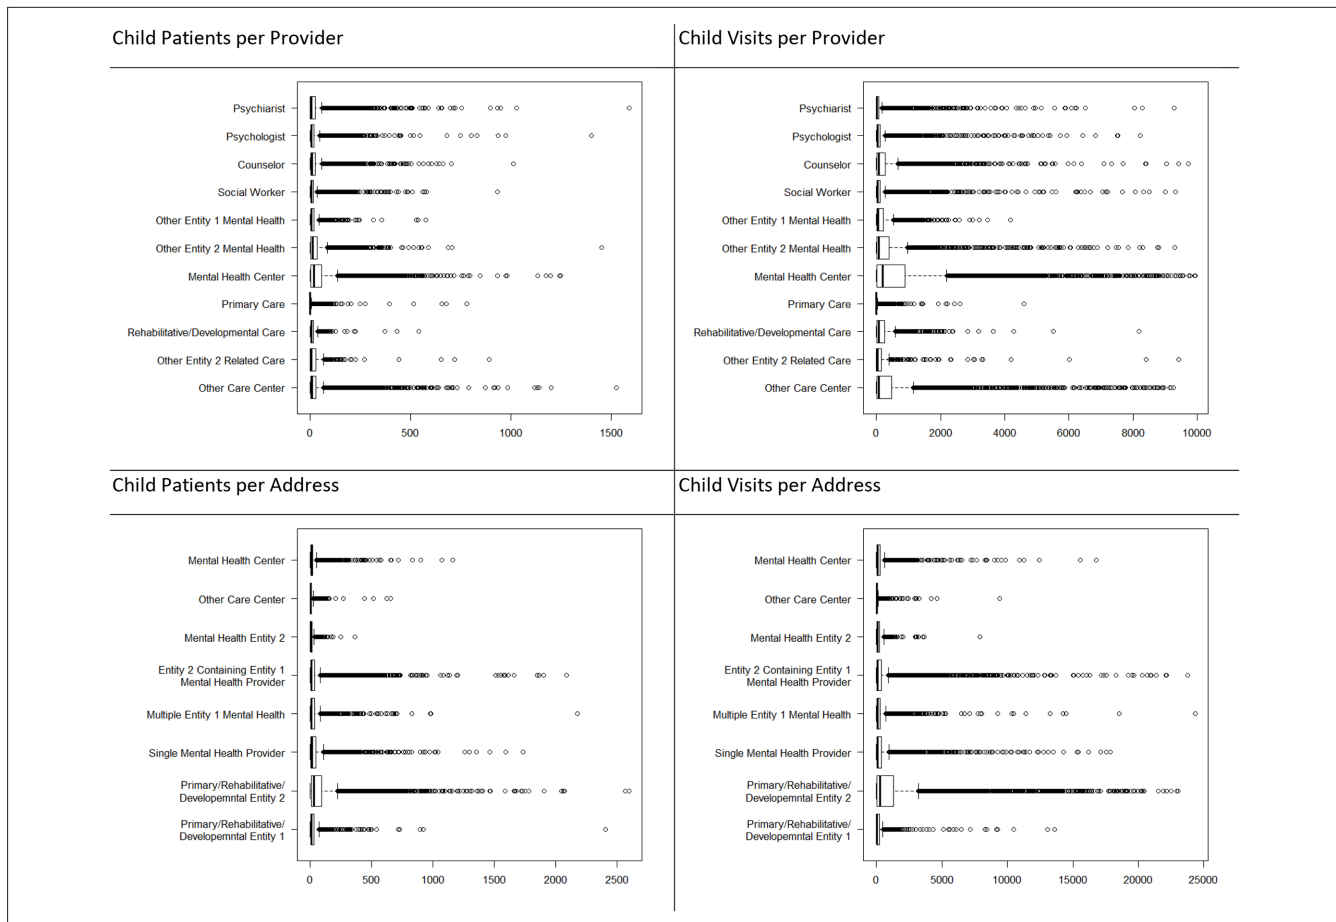 Child Patients per Provider
Psychiarist
Psychologist
Counselor
Social Worker
Other Entity 1 Mental Health
Other Entity 2 Mental Health
Mental Health Center
Primary Care
Rehabilitative/Developmental Care
Other Entity 2 Related Care
Other Care Center
0 500 1000 1500
Child Visits per Provider
Psychiarist
Psychologist
Counselor
Social Worker
Other Entity 1 Mental Health
Other Entity 2 Mental Health
Mental Health Center
Primary Care
Rehabilitative/Developmental Care
Other Entity 2 Related Care
Other Care Center
0 2000 4000 6000 8000 10000
Child Patients per Address
Mental Health Center
Other Care Center
Mental Health Entity 2
Entity 2 Containing Entity 1
Mental Health Provider
Multiple Entity 1 Mental Health
Single Mental Health Provider
Primary/Rehabilitative/
Developemntal Entity 2
Primary/Rehabilitative/
Developemntal Entity 1
0 500 1000 1500 2000 2500
Child Visits per Address
Mental Health Center
Other Care Center
Mental Health Entity 2
Entity 2 Containing Entity 1
Mental Health Provider
Multiple Entity 1 Mental Health
Single Mental Health Provider
Primary/Rehabilitative/
Developemntal Entity 2
Primary/Rehabilitative/
Developemntal Entity 1
0 5000 10000 15000 20000 25000